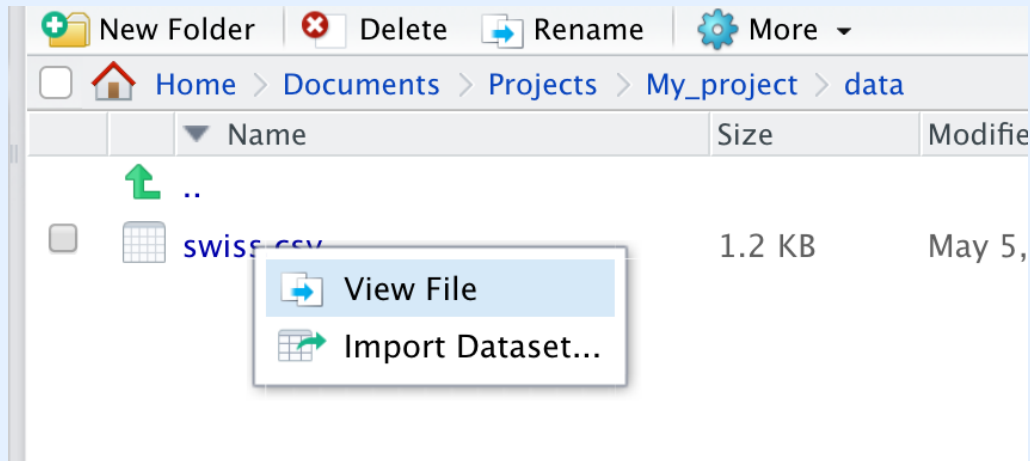 New Folder Delete Rename More
Home > Documents > Projects > My_project > data
Name Size Modifie
..
swiss.csv 1.2 KB May 5,
View File
Import Dataset...